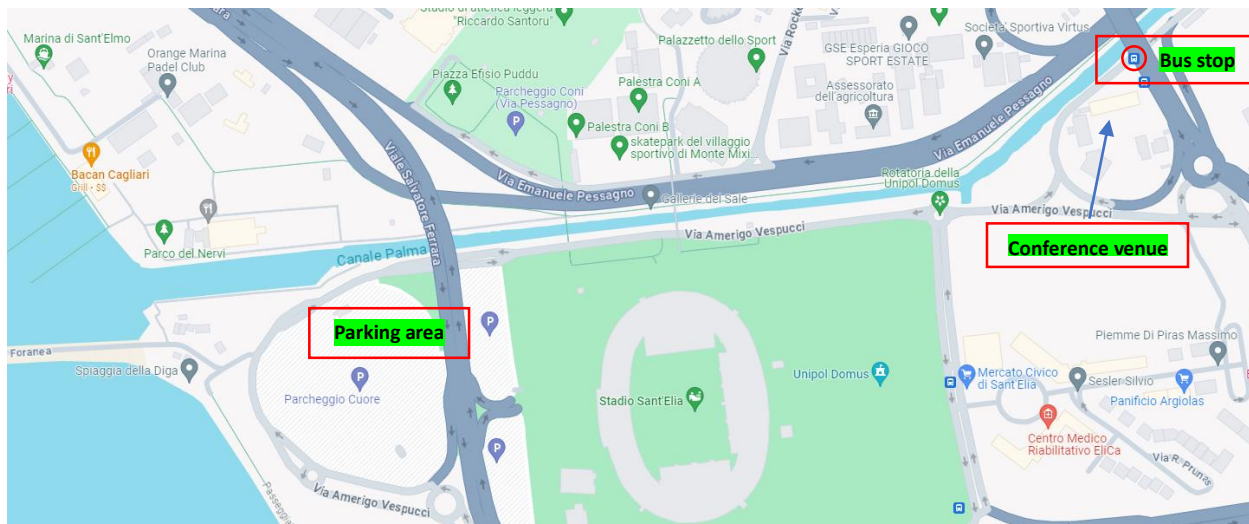 Stadio di atletica leggera
"Riccardo Santoru"
Marina di Sant'Elmo
Orange Marina
Padel Club
Piazza Efisio Puddu
Parcheggio Coni
(Via Pessagno)
P
Palestra Coni A
Palestra Coni B
skatepark del villaggio
sportivo di Monte Mixi...
Palazzetto dello Sport
Via Rocka
GSE Esperia GIOCO
SPORT ESTATE
Assessorato
dell'agricoltura
Società Sportiva Virtus
Bus stop
Via Emanuele Pessagno
Via Emanuele Pessagno
Viale Salvatore Ferrara
Bacan Cagliari
Grill • $$
Parco del Nervi
Canale Palma
Gallerie del Sale
Rotatoria della
Unipol Domus
Via Amerigo Vespucci
Via Amerigo Vespucci
Conference venue
Parking area
P
Foranea
Spiaggia della Diga
P
Parcheggio Cuore
Stadio Sant'Elia
Unipol Domus
P
Piemme Di Piras Massimo
Mercato Civico
di Sant'Elia
Sesler Silvio
Panificio Argiolas
Centro Medico
Riabilitativo EliCa
Via R. Prunas
Via Amerigo Vespucci
Passeggia